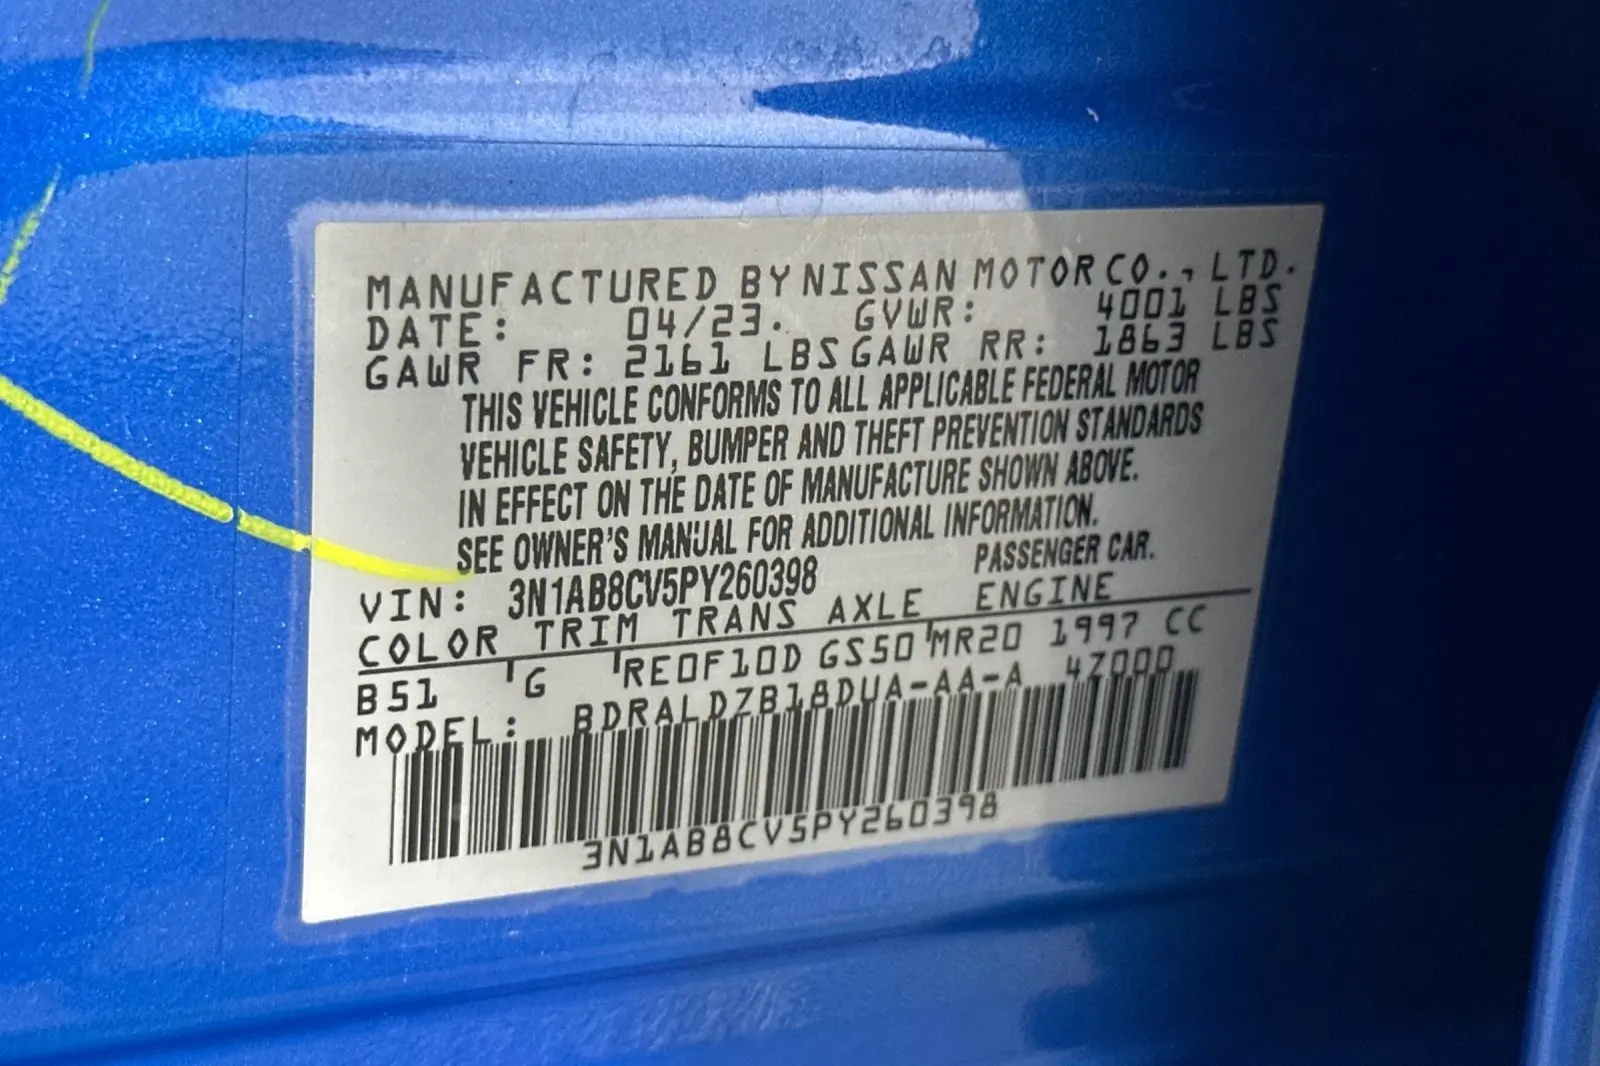 MANUFACTURED BY NISSAN MOTOR CO., LTD.
DATE: 04/23. GVWR: 4001 LBS
GAWR FR: 2161 LBS GAWR RR: 1863 LBS
THIS VEHICLE CONFORMS TO ALL APPLICABLE FEDERAL MOTOR
VEHICLE SAFETY, BUMPER AND THEFT PREVENTION STANDARDS
IN EFFECT ON THE DATE OF MANUFACTURE SHOWN ABOVE.
SEE OWNER'S MANUAL FOR ADDITIONAL INFORMATION.
VIN: 3N1AB8CV5PY260398 PASSENGER CAR.
COLOR TRIM TRANS AXLE ENGINE
B51 G RE0F10D GS50 MR20 1997 CC
MODEL: BDRALDZB18DUA-AA-A 4Z000
3N1AB8CV5PY260398